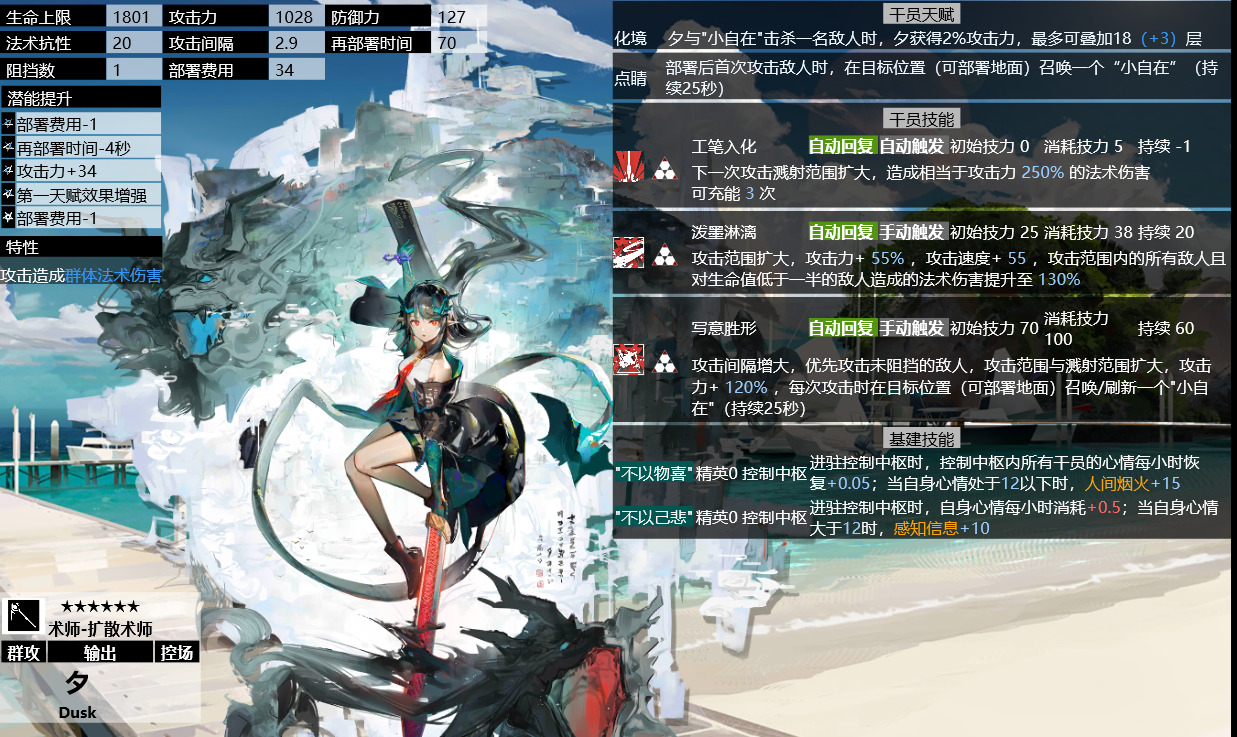 生命上限 1801 攻击力 1028 防御力 127
法术抗性 20 攻击间隔 2.9 再部署时间 70
阻挡数 1 部署费用 34
潜能提升
部署费用-1
再部署时间-4秒
攻击力+34
第一天赋效果增强
部署费用-1
特性
攻击造成群体法术伤害
★★★★★★
术师-扩散术师
群攻 输出 控场
夕
Dusk
干员天赋
化境 夕与"小自在"击杀一名敌人时，夕获得2%攻击力，最多可叠加18（+3）层
点睛 部署后首次攻击敌人时，在目标位置（可部署地面）召唤一个“小自在”（持
续25秒）
干员技能
工笔入化 自动回复 自动触发 初始技力 0 消耗技力 5 持续 -1
下一次攻击溅射范围扩大，造成相当于攻击力 250% 的法术伤害
可充能 3 次
泼墨淋漓 自动回复 手动触发 初始技力 25 消耗技力 38 持续 20
攻击范围扩大，攻击力+ 55% ，攻击速度+ 55 ，攻击范围内的所有敌人且
对生命值低于一半的敌人造成的法术伤害提升至 130%
写意胜形 自动回复 手动触发 初始技力 70 消耗技力 100 持续 60
攻击间隔增大，优先攻击未阻挡的敌人，攻击范围与溅射范围扩大，攻击
力+ 120% ，每次攻击时在目标位置（可部署地面）召唤/刷新一个"小自
在"（持续25秒）
基建技能
"不以物喜" 精英0 控制中枢 进驻控制中枢时，控制中枢内所有干员的心情每小时恢
复+0.05；当自身心情处于12以下时，人间烟火+15
"不以己悲" 精英0 控制中枢 进驻控制中枢时，自身心情每小时消耗+0.5；当自身心情
大于12时，感知信息+10